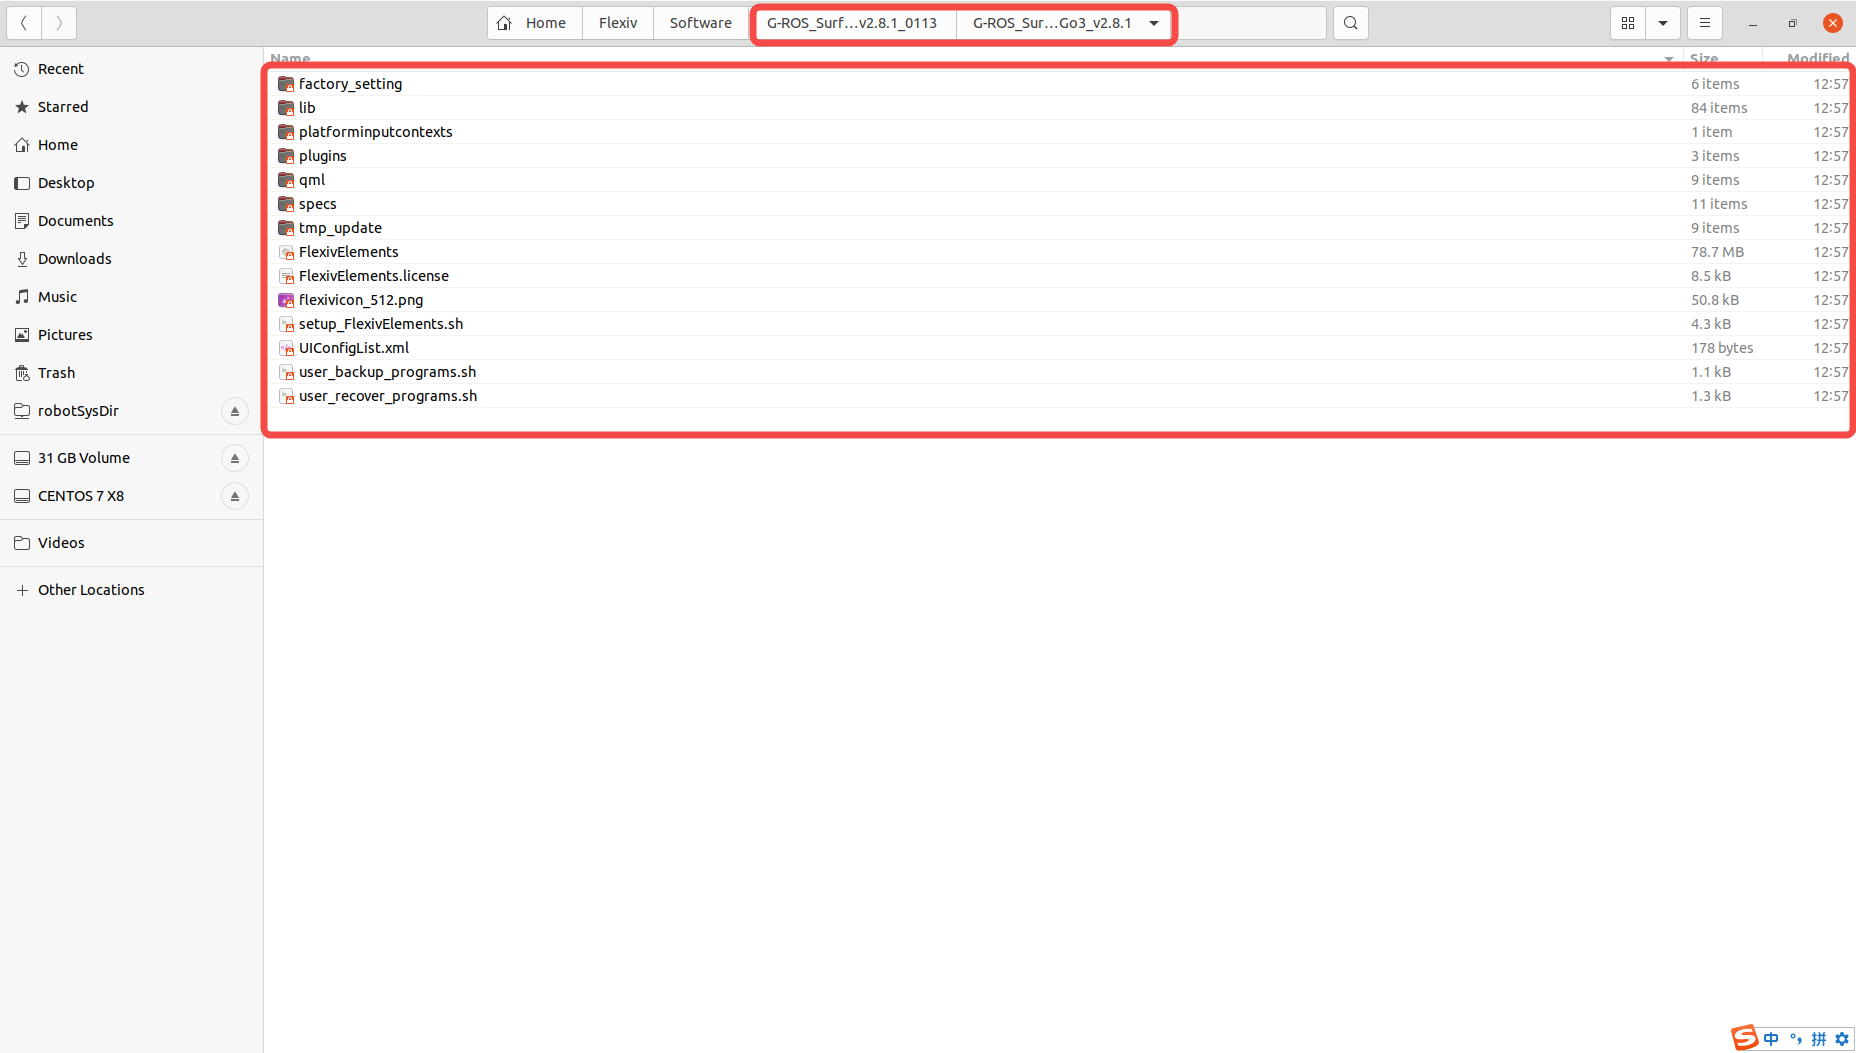 Home Flexiv Software G-ROS_Surf...v2.8.1_0113 G-ROS_Sur...Go3_v2.8.1
Name Size Modified
Recent
Starred
Home
Desktop
Documents
Downloads
Music
Pictures
Trash
robotSysDir
31 GB Volume
CENTOS 7 X8
Videos
Other Locations
factory_setting 6 items 12:57
lib 84 items 12:57
platforminputcontexts 1 item 12:57
plugins 3 items 12:57
qml 9 items 12:57
specs 11 items 12:57
tmp_update 9 items 12:57
FlexivElements 78.7 MB 12:57
FlexivElements.license 8.5 kB 12:57
flexivicon_512.png 50.8 kB 12:57
setup_FlexivElements.sh 4.3 kB 12:57
UIConfigList.xml 178 bytes 12:57
user_backup_programs.sh 1.1 kB 12:57
user_recover_programs.sh 1.3 kB 12:57
S 中 °, 拼